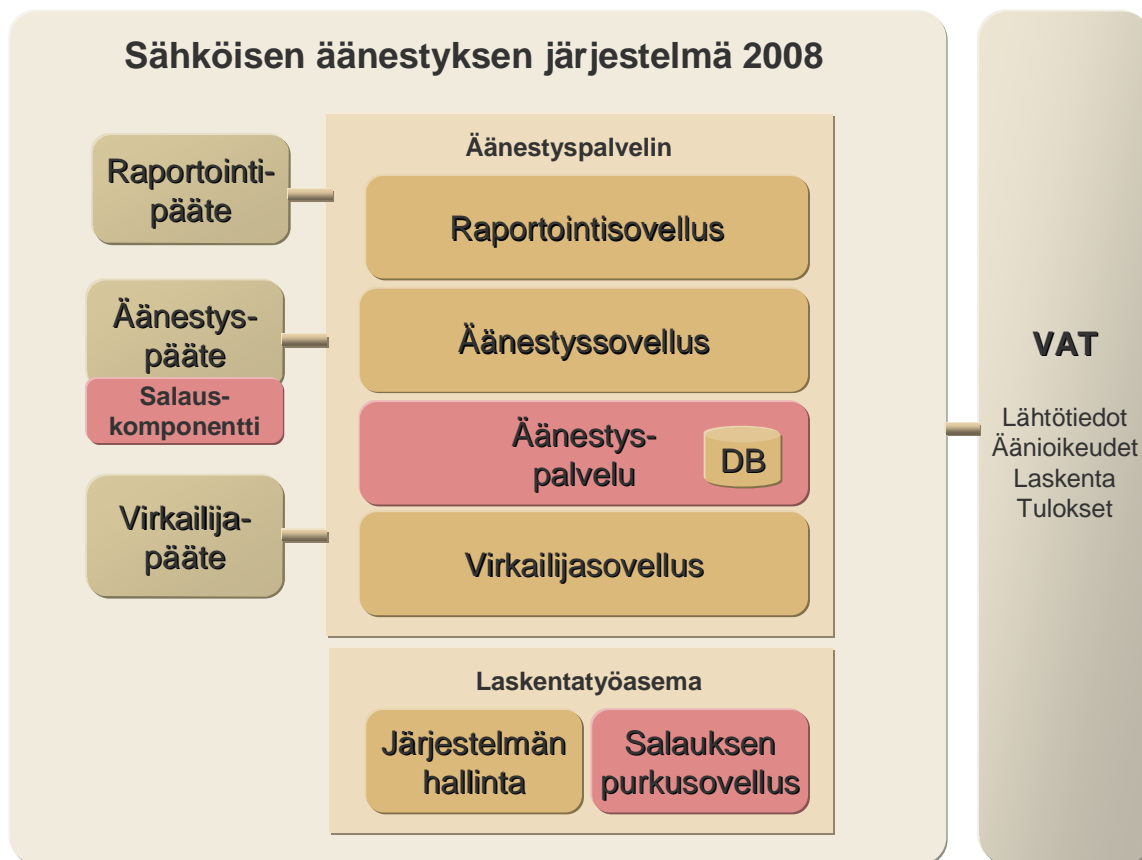 Sähköisen äänestyksen järjestelmä 2008
Äänestyspalvelin
Raportointi-
pääte
Raportointisovellus
Äänestys-
pääte
Salaus-
komponentti
Äänestyssovellus
Äänestys-
palvelu
DB
Virkailija-
pääte
Virkailijasovellus
Laskentatyöasema
Järjestelmän
hallinta
Salauksen
purkusovellus
VAT
Lähtötiedot
Äänioikeudet
Laskenta
Tulokset